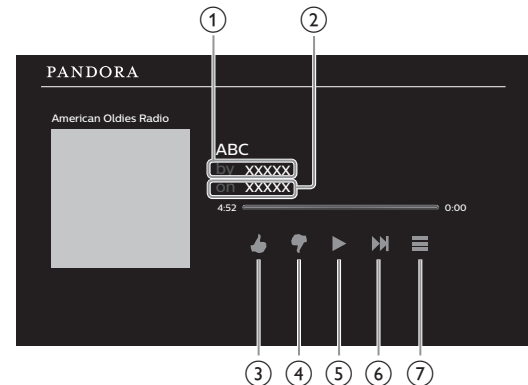 1 2
PANDORA
American Oldies Radio
ABC
by xxxxx
on xxxxx
4:52 0:00
3 4 5 6 7